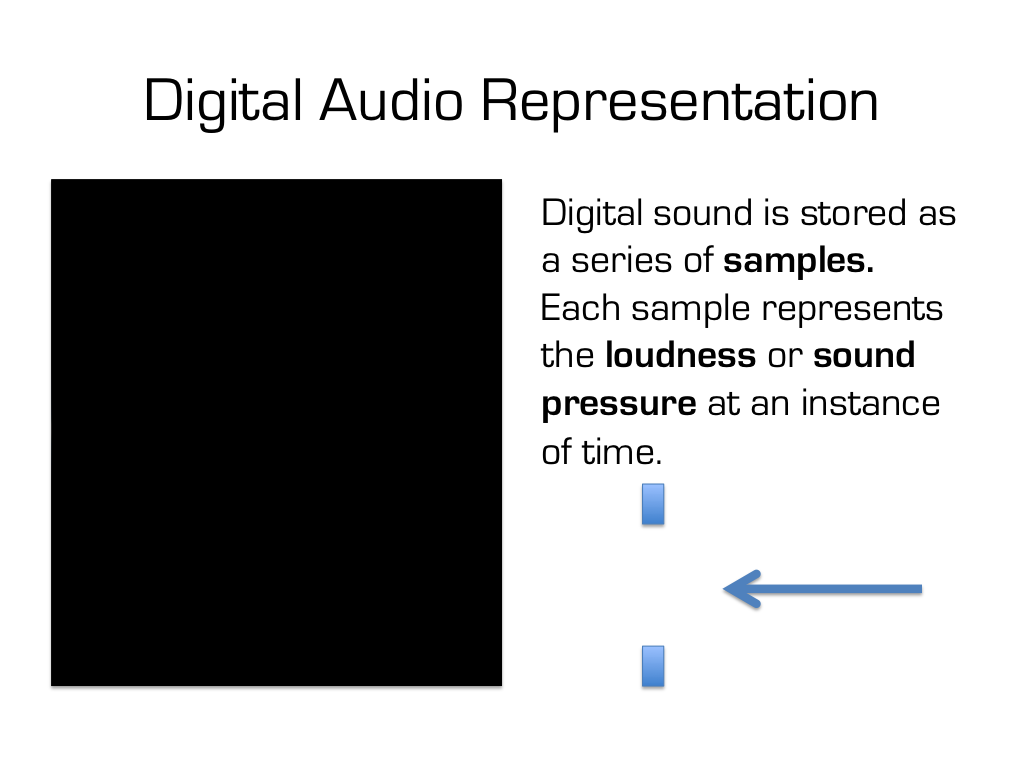 Digital Audio Representation
Digital sound is stored as
a series of samples.
Each sample represents
the loudness or sound
pressure at an instance
of time.